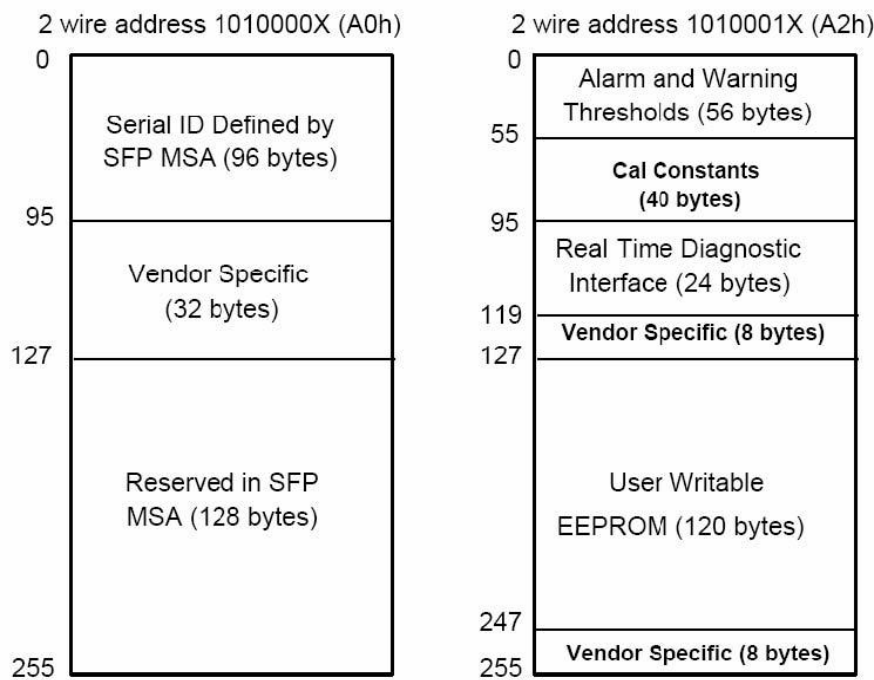 2 wire address 1010000X (A0h)
0
Serial ID Defined by
SFP MSA (96 bytes)
95
Vendor Specific
(32 bytes)
127
Reserved in SFP
MSA (128 bytes)
255
2 wire address 1010001X (A2h)
0
Alarm and Warning
Thresholds (56 bytes)
55
Cal Constants
(40 bytes)
95
Real Time Diagnostic
Interface (24 bytes)
119
Vendor Specific (8 bytes)
127
User Writable
EEPROM (120 bytes)
247
Vendor Specific (8 bytes)
255